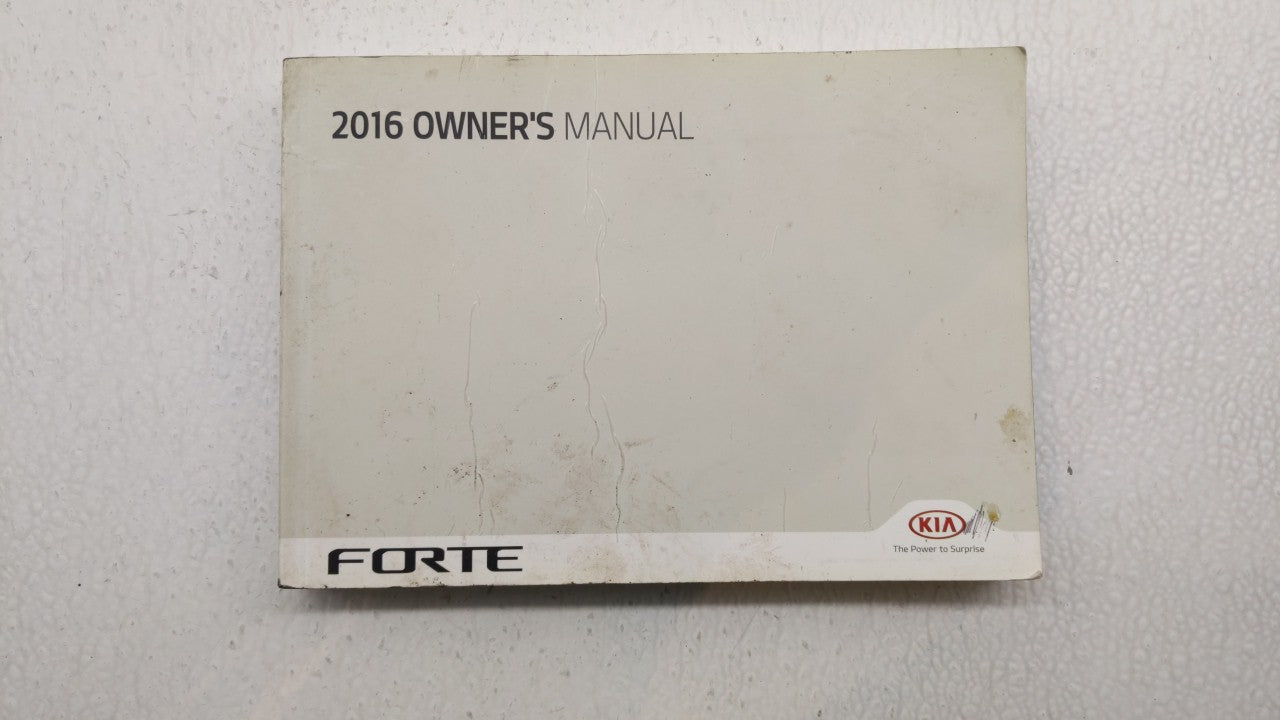 2016 OWNER'S MANUAL
KIA
The Power to Surprise
FORTE